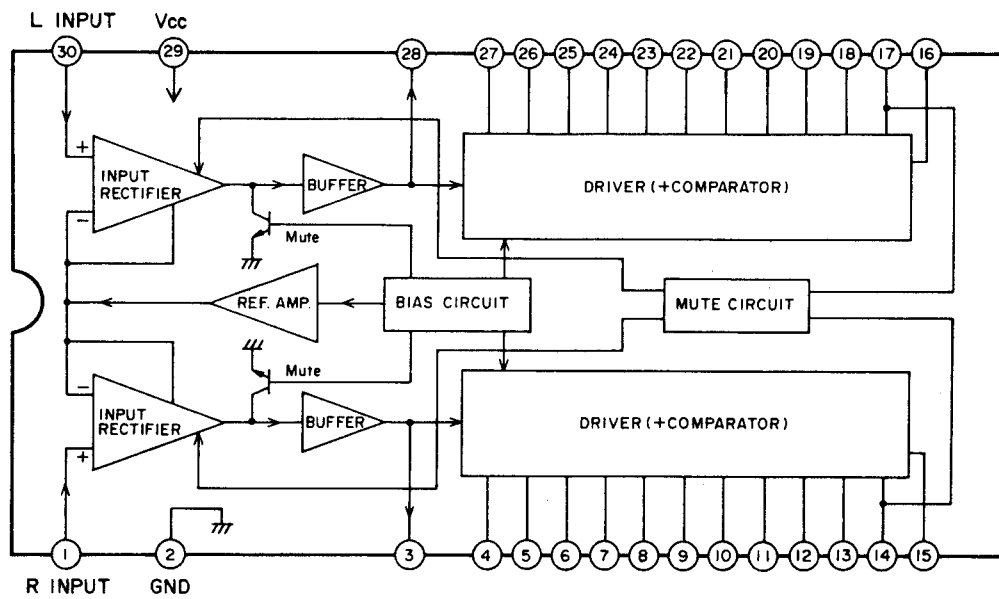 L INPUT Vcc
30 29 28 27 26 25 24 23 22 21 20 19 18 17 16
+
INPUT
RECTIFIER
−
BUFFER
DRIVER (+COMPARATOR)
Mute
REF. AMP.
BIAS CIRCUIT
MUTE CIRCUIT
Mute
−
INPUT
RECTIFIER
+
BUFFER
DRIVER (+COMPARATOR)
1 2 3 4 5 6 7 8 9 10 11 12 13 14 15
R INPUT GND